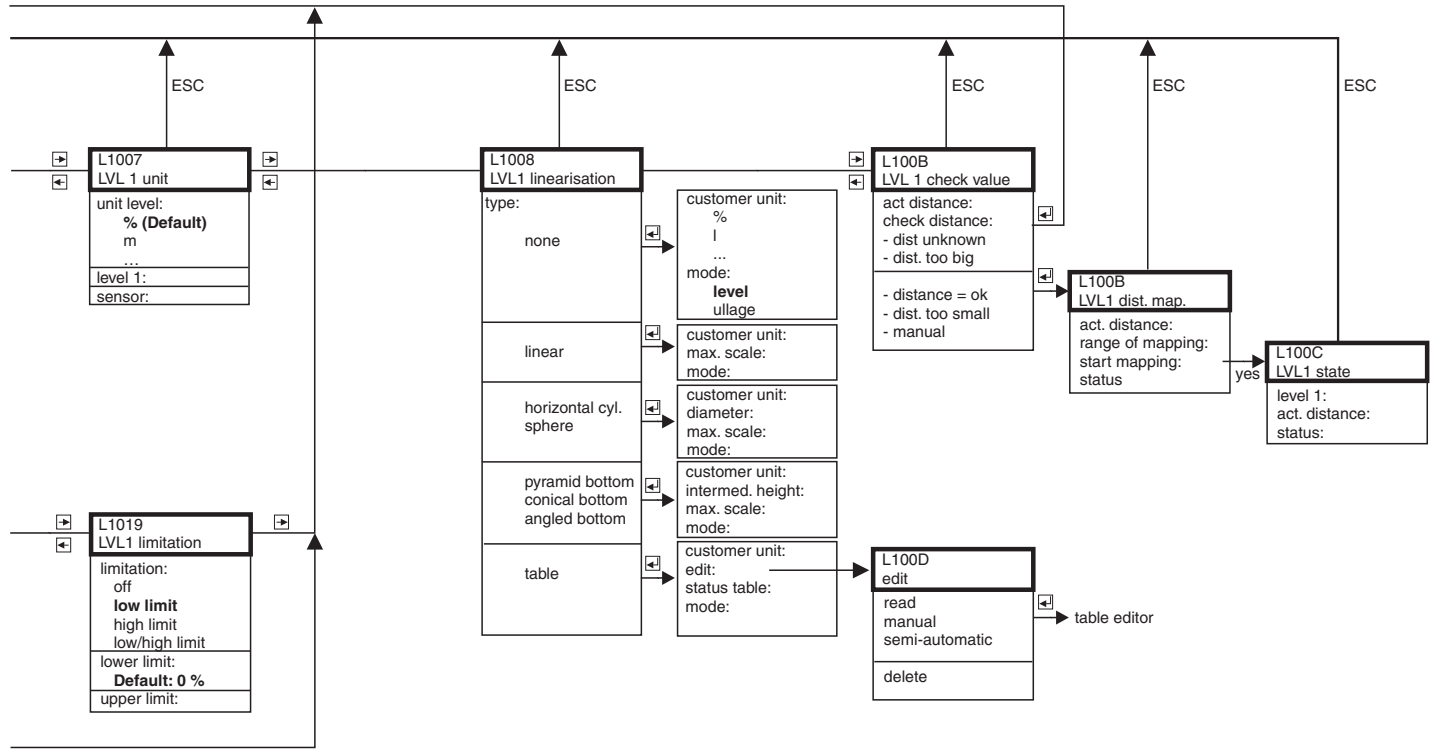 ESC
ESC
ESC
ESC
ESC
L1007
LVL 1 unit
unit level:
% (Default)
m
...
level 1:
sensor:
L1008
LVL1 linearisation
type:
none
customer unit:
%
l
...
mode:
level
ullage
linear
customer unit:
max. scale:
mode:
horizontal cyl.
sphere
customer unit:
diameter:
max. scale:
mode:
pyramid bottom
conical bottom
angled bottom
customer unit:
intermed. height:
max. scale:
mode:
table
customer unit:
edit:
status table:
mode:
L100B
LVL 1 check value
act distance:
check distance:
- dist unknown
- dist. too big
- distance = ok
- dist. too small
- manual
L100B
LVL1 dist. map.
act. distance:
range of mapping:
start mapping:
status
yes
L100C
LVL1 state
level 1:
act. distance:
status:
L1019
LVL1 limitation
limitation:
off
low limit
high limit
low/high limit
lower limit:
Default: 0 %
upper limit:
L100D
edit
read
manual
semi-automatic
delete
table editor